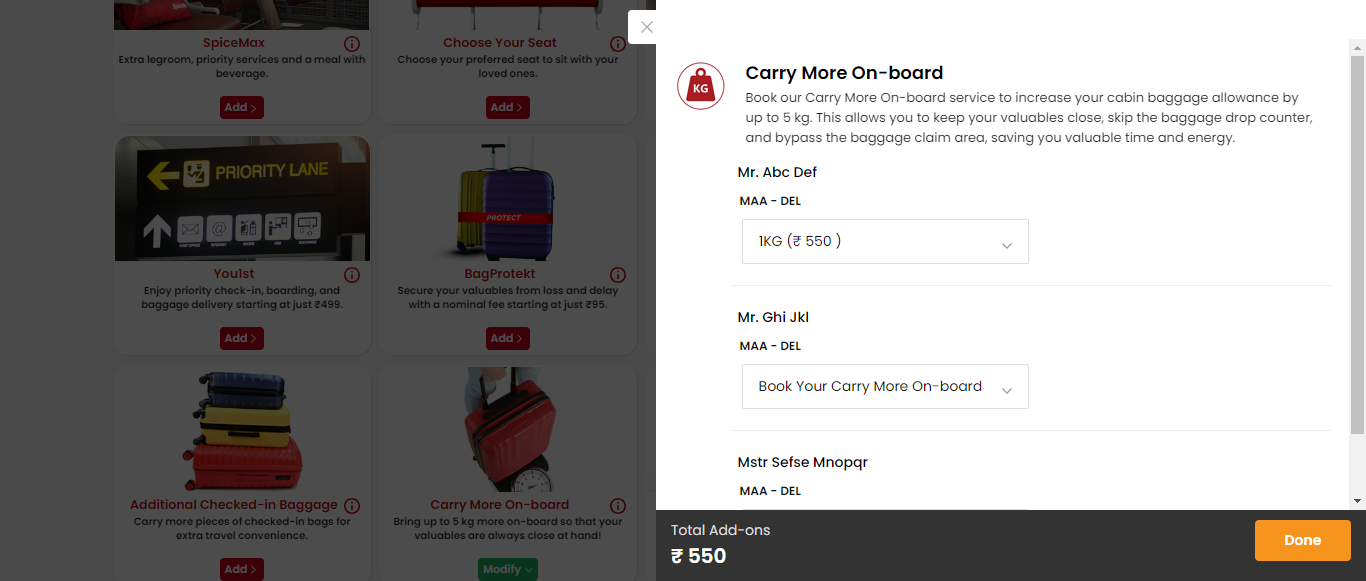 SpiceMax
Extra legroom, priority services and a meal with
beverage.
Add
Choose Your Seat
Choose your preferred seat to sit with your
loved ones.
Add
PRIORITY LANE
You1st
Enjoy priority check-in, boarding, and
baggage delivery starting at just ₹499.
Add
PROTECT
BagProtekt
Secure your valuables from loss and delay
with a nominal fee starting at just ₹95.
Add
Additional Checked-in Baggage
Carry more pieces of checked-in bags for
extra travel convenience.
Add
Carry More On-board
Bring up to 5 kg more on-board so that your
valuables are always close at hand!
Modify
KG
Carry More On-board
Book our Carry More On-board service to increase your cabin baggage allowance by
up to 5 kg. This allows you to keep your valuables close, skip the baggage drop counter,
and bypass the baggage claim area, saving you valuable time and energy.
Mr. Abc Def
MAA - DEL
1KG (₹ 550 )
Mr. Ghi Jkl
MAA - DEL
Book Your Carry More On-board
Mstr Sefse Mnopqr
MAA - DEL
Total Add-ons
₹ 550
Done